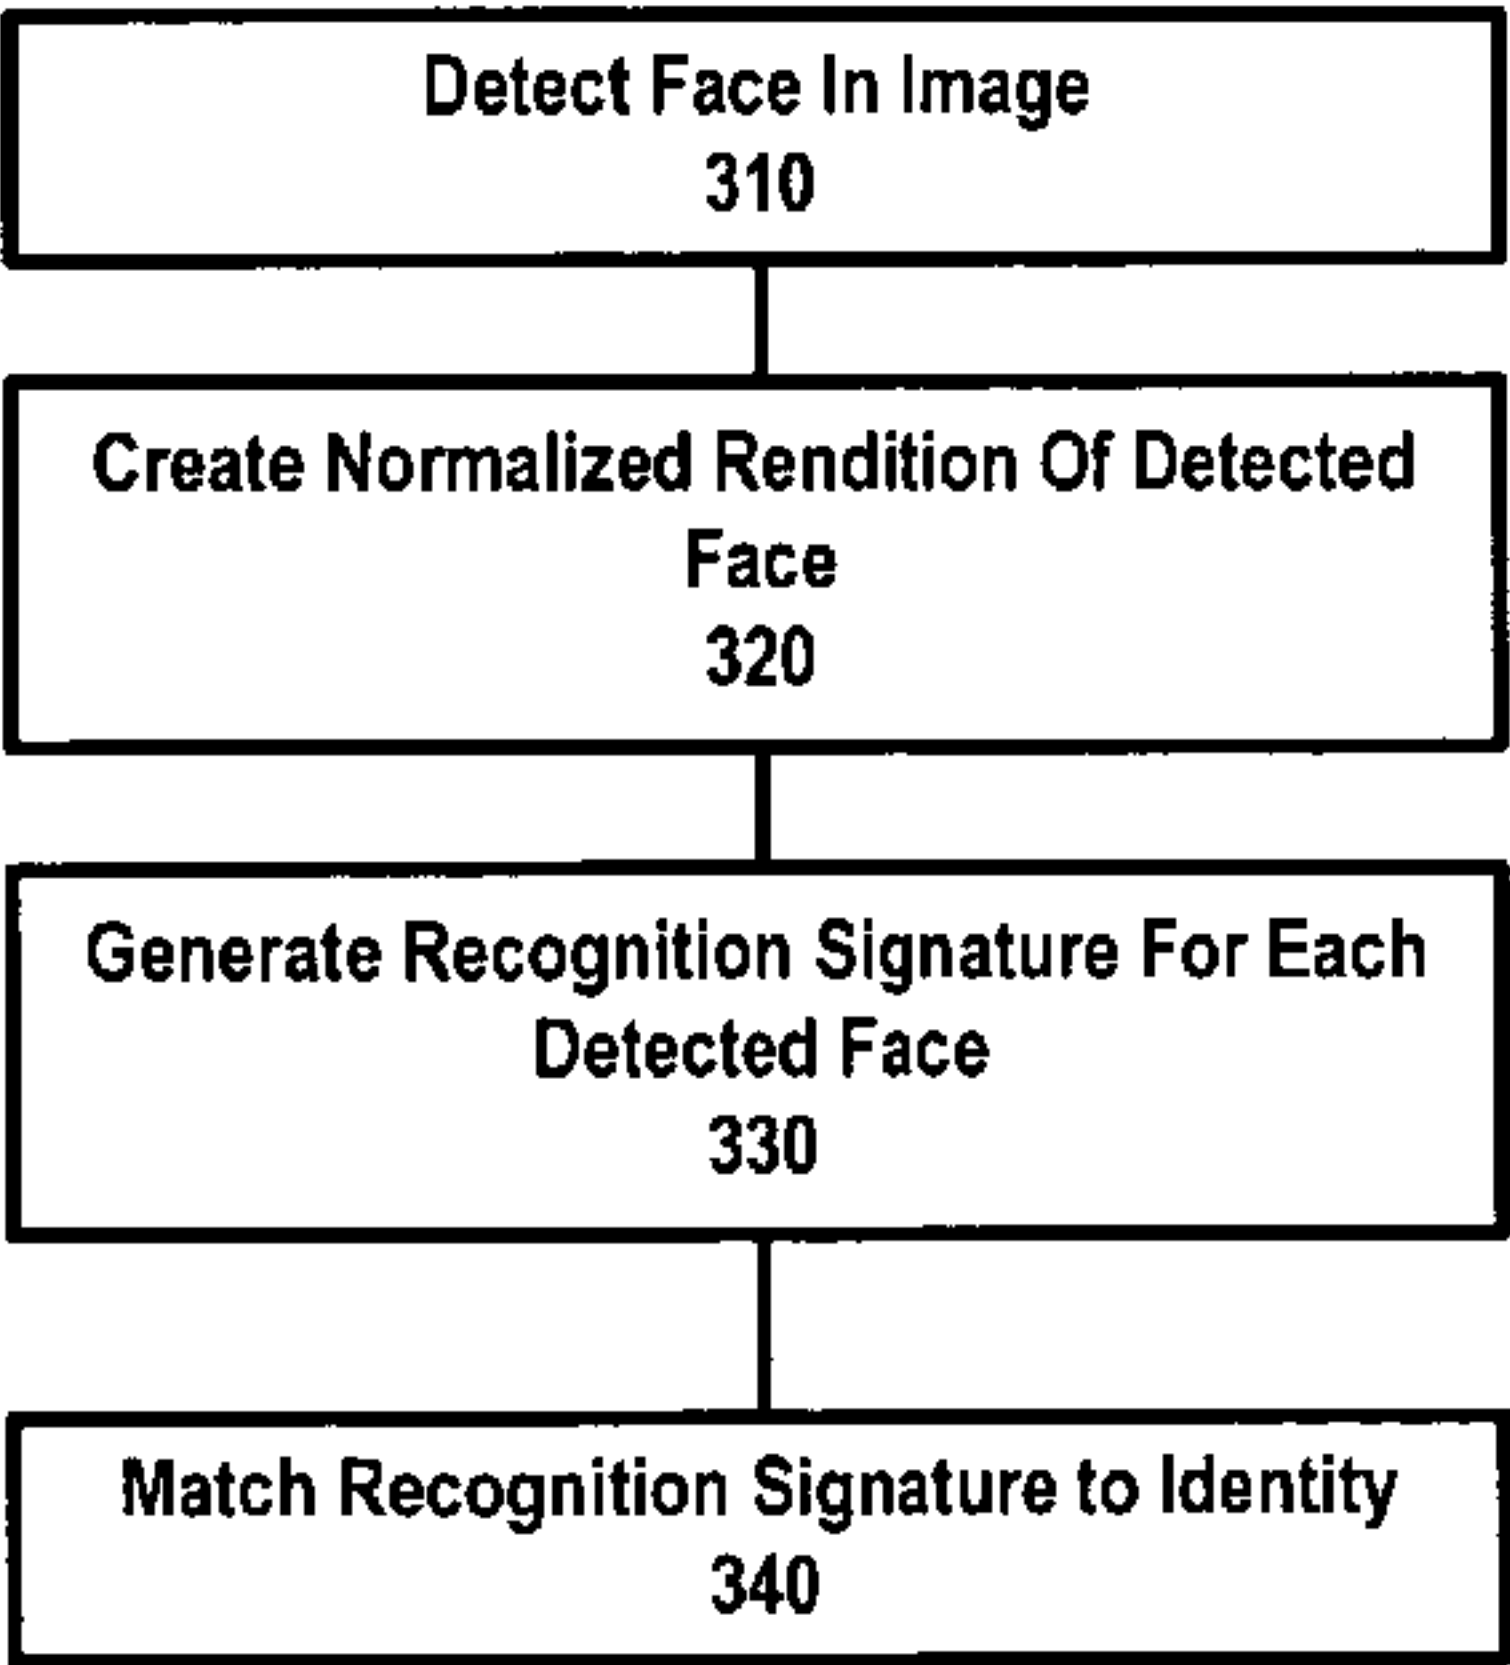 Detect Face In Image
310
Create Normalized Rendition Of Detected
Face
320
Generate Recognition Signature For Each
Detected Face
330
Match Recognition Signature to Identity
340